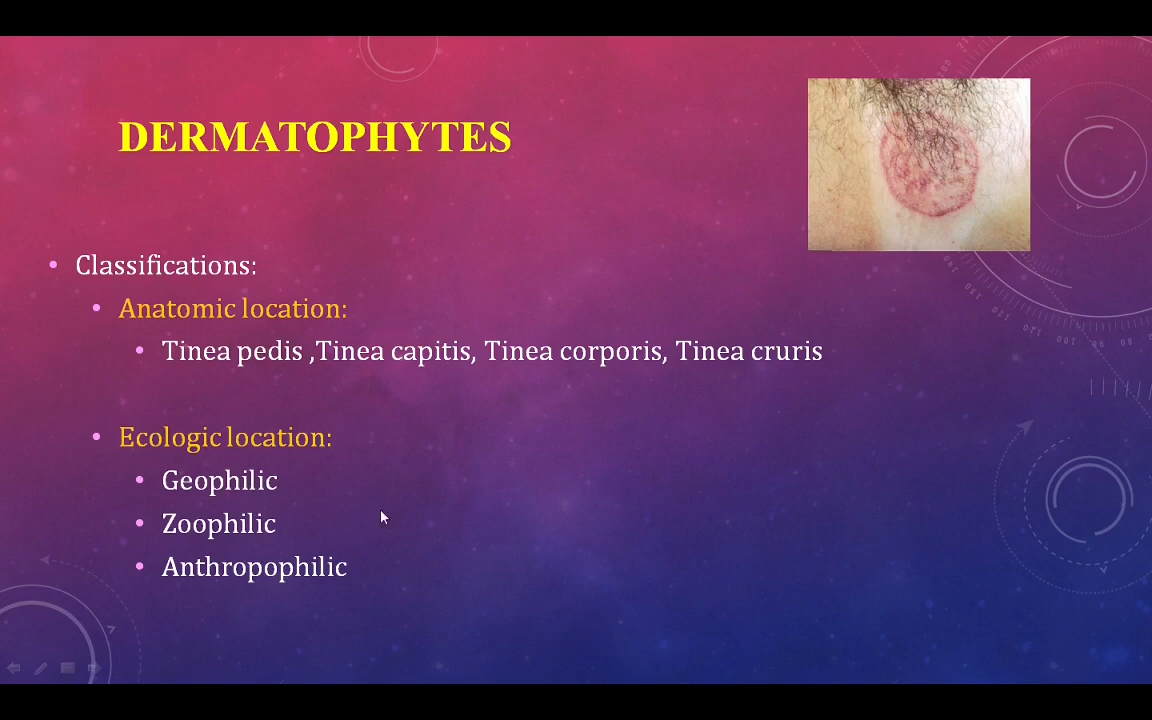 DERMATOPHYTES
• Classifications:
• Anatomic location:
• Tinea pedis ,Tinea capitis, Tinea corporis, Tinea cruris
• Ecologic location:
• Geophilic
• Zoophilic
• Anthropophilic